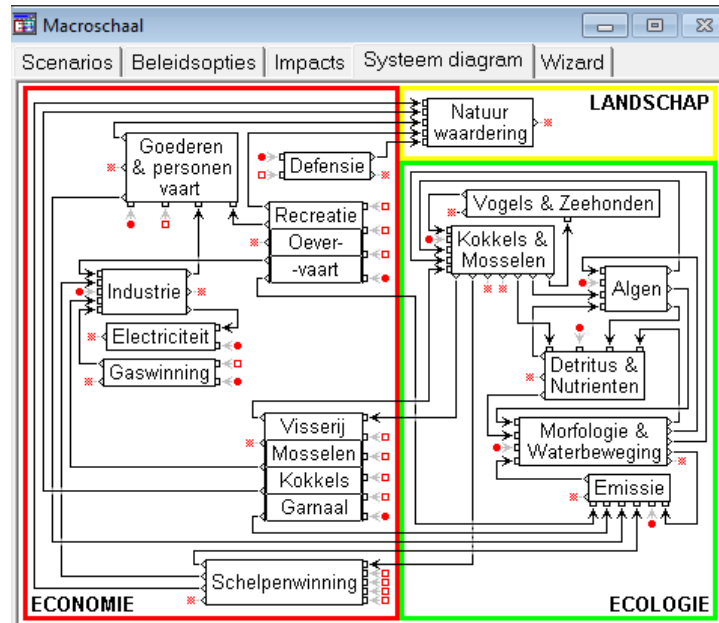 Macroschaal
Scenarios
Beleidsopties
Impacts
Systeem diagram
Wizard
LANDSCHAP
Natuur
waardering
Goederen
& personen
vaart
Defensie
Recreatie
Oever-
-vaart
Industrie
Electriciteit
Gaswinning
Visserij
Mosselen
Kokkels
Garnaal
Schelpenwinning
ECONOMIE
Vogels & Zeehonden
Kokkels &
Mosselen
Algen
Detritus &
Nutrienten
Morfologie &
Waterbeweging
Emissie
ECOLOGIE